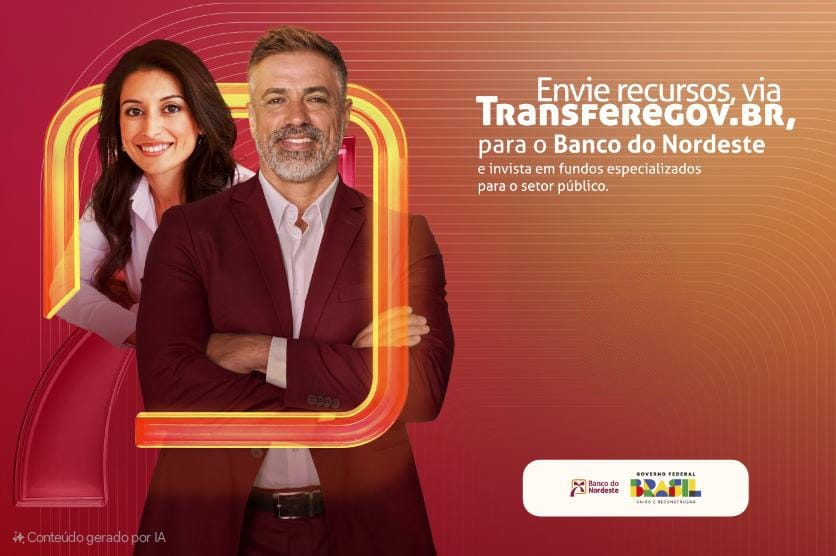 Envie recursos, via
TRANSFEREGOV.BR,
para o Banco do Nordeste
e invista em fundos especializados
para o setor público.
Banco do
Nordeste
GOVERNO FEDERAL
BRASIL
UNIÃO E RECONSTRUÇÃO
Conteúdo gerado por IA